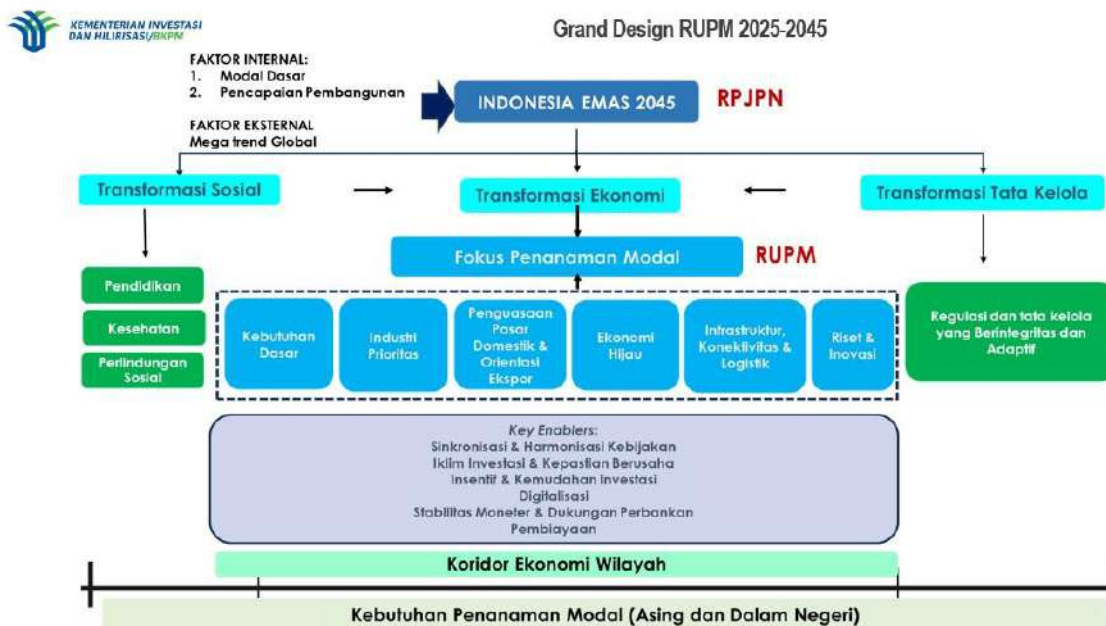 KEMENTERIAN INVESTASI
DAN HILIRISASI/BKPM
Grand Design RUPM 2025-2045
FAKTOR INTERNAL:
1. Modal Dasar
2. Pencapaian Pembangunan
FAKTOR EKSTERNAL
Mega trend Global
INDONESIA EMAS 2045
RPJPN
Transformasi Sosial
Transformasi Ekonomi
Transformasi Tata Kelola
Fokus Penanaman Modal
RUPM
Pendidikan
Kesehatan
Perlindungan
Sosial
Kebutuhan
Dasar
Industri
Prioritas
Penguasaan
Pasar
Domestik &
Orientasi
Ekspor
Ekonomi
Hijau
Infrastruktur,
Konektivitas &
Logistik
Riset &
Inovasi
Regulasi dan tata kelola
yang Berintegritas dan
Adaptif
Key Enablers:
Sinkronisasi & Harmonisasi Kebijakan
Iklim Investasi & Kepastian Berusaha
Insentif & Kemudahan Investasi
Digitalisasi
Stabilitas Moneter & Dukungan Perbankan
Pembiayaan
Koridor Ekonomi Wilayah
Kebutuhan Penanaman Modal (Asing dan Dalam Negeri)